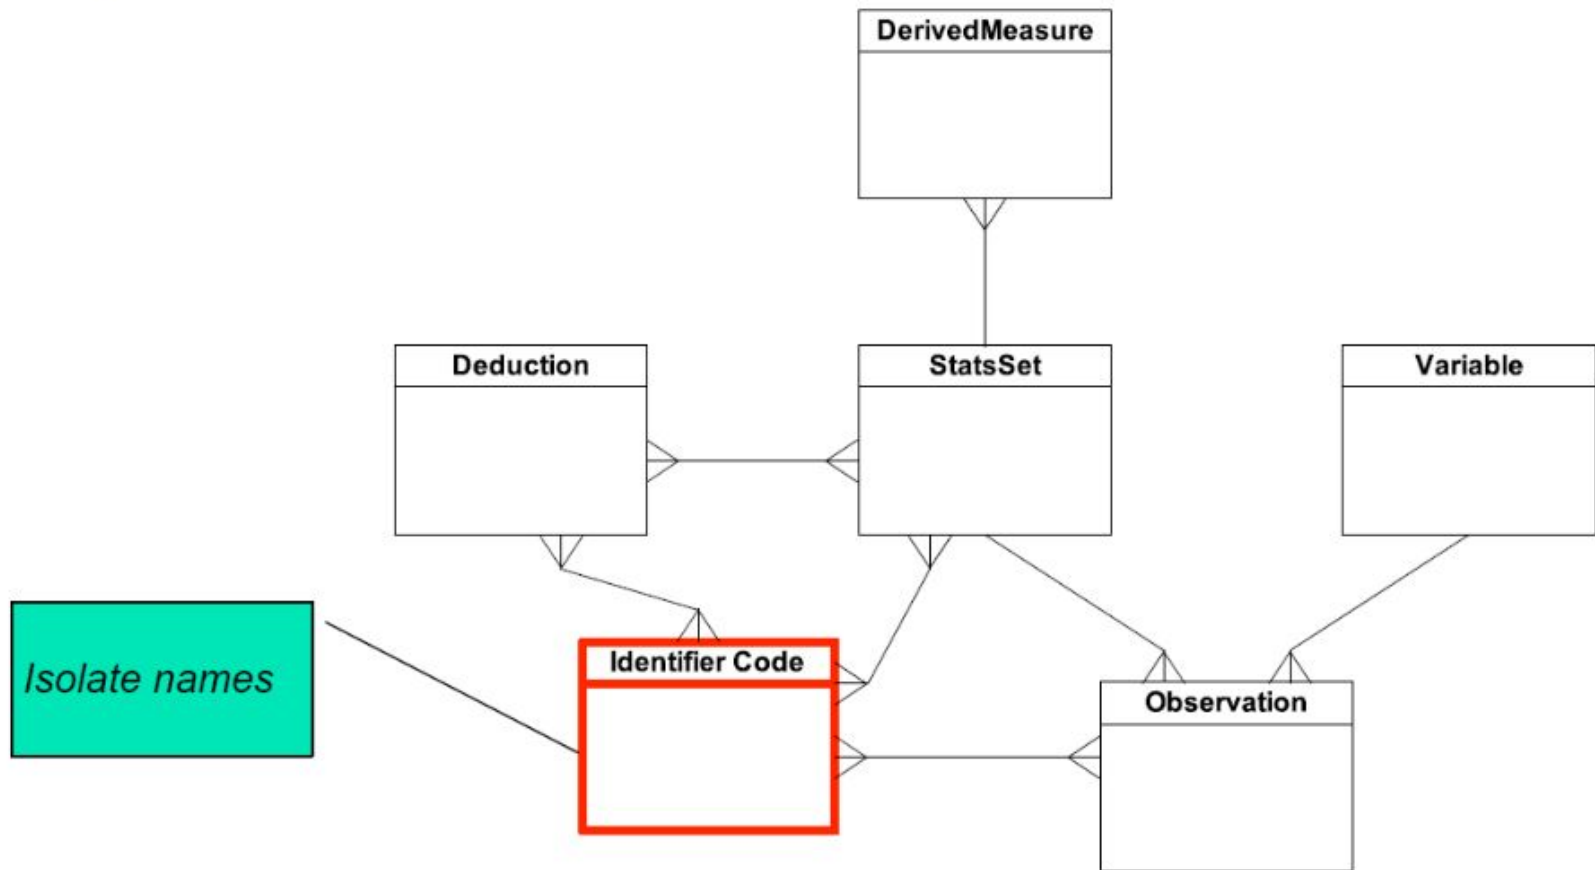 DerivedMeasure
Deduction
StatsSet
Variable
Isolate names
Identifier Code
Observation